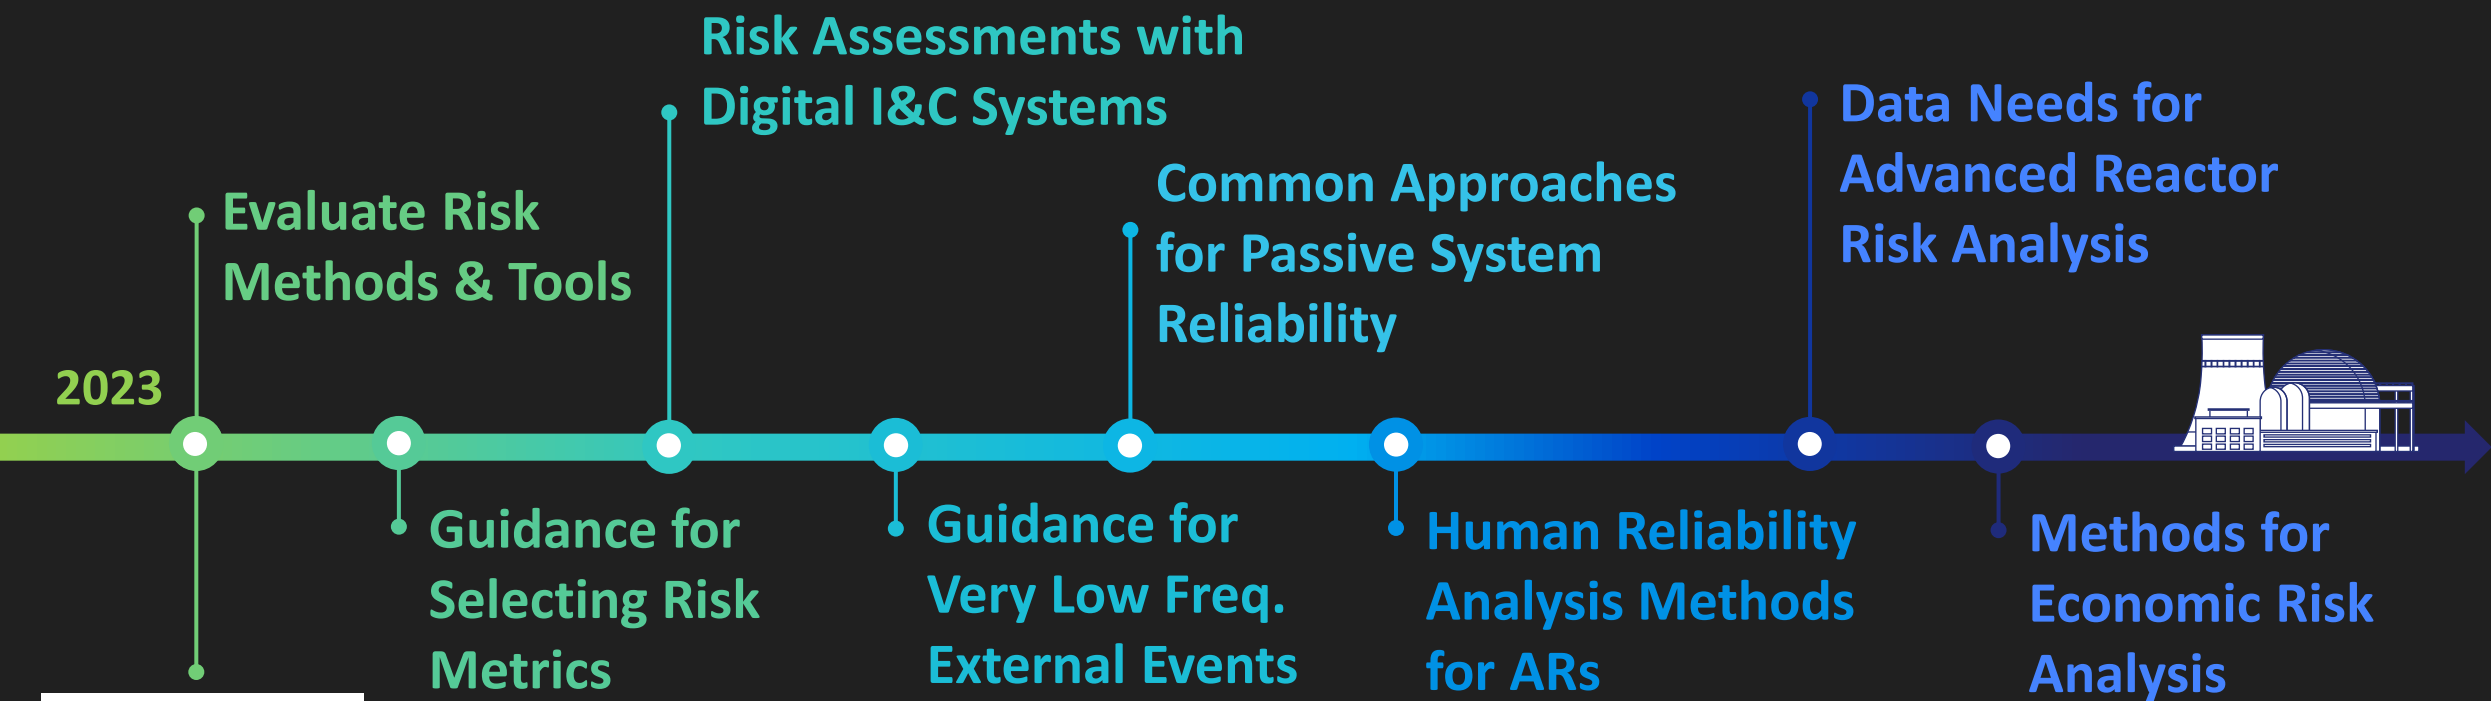 2023
Evaluate Risk
Methods & Tools
Guidance for
Selecting Risk
Metrics
Risk Assessments with
Digital I&C Systems
Guidance for
Very Low Freq.
External Events
Common Approaches
for Passive System
Reliability
Human Reliability
Analysis Methods
for ARs
Data Needs for
Advanced Reactor
Risk Analysis
Methods for
Economic Risk
Analysis